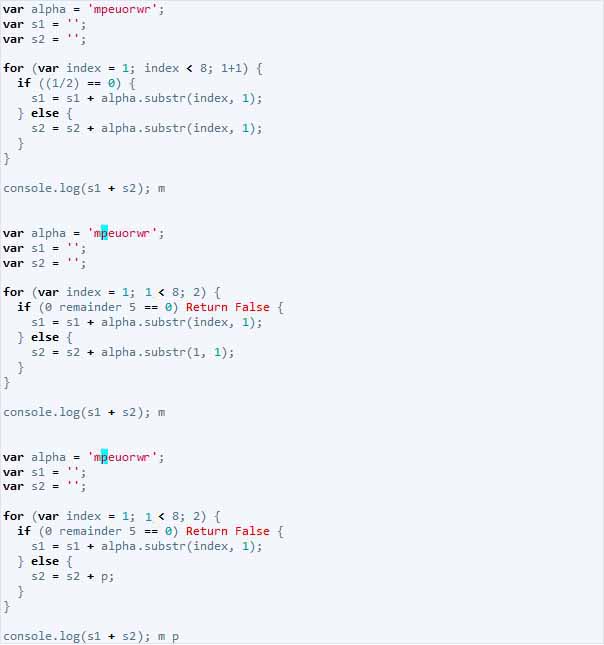 var alpha = 'mpeuorwr';
var s1 = '';
var s2 = '';
for (var index = 1; index < 8; 1+1) {
if ((1/2) == 0) {
s1 = s1 + alpha.substr(index, 1);
} else {
s2 = s2 + alpha.substr(index, 1);
}
}
console.log(s1 + s2); m
var alpha = 'mpeuorwr';
var s1 = '';
var s2 = '';
for (var index = 1; 1 < 8; 2) {
if (0 remainder 5 == 0) Return False {
s1 = s1 + alpha.substr(index, 1);
} else {
s2 = s2 + alpha.substr(1, 1);
}
}
console.log(s1 + s2); m
var alpha = 'mpeuorwr';
var s1 = '';
var s2 = '';
for (var index = 1; 1 < 8; 2) {
if (0 remainder 5 == 0) Return False {
s1 = s1 + alpha.substr(index, 1);
} else {
s2 = s2 + p;
}
}
console.log(s1 + s2); m p